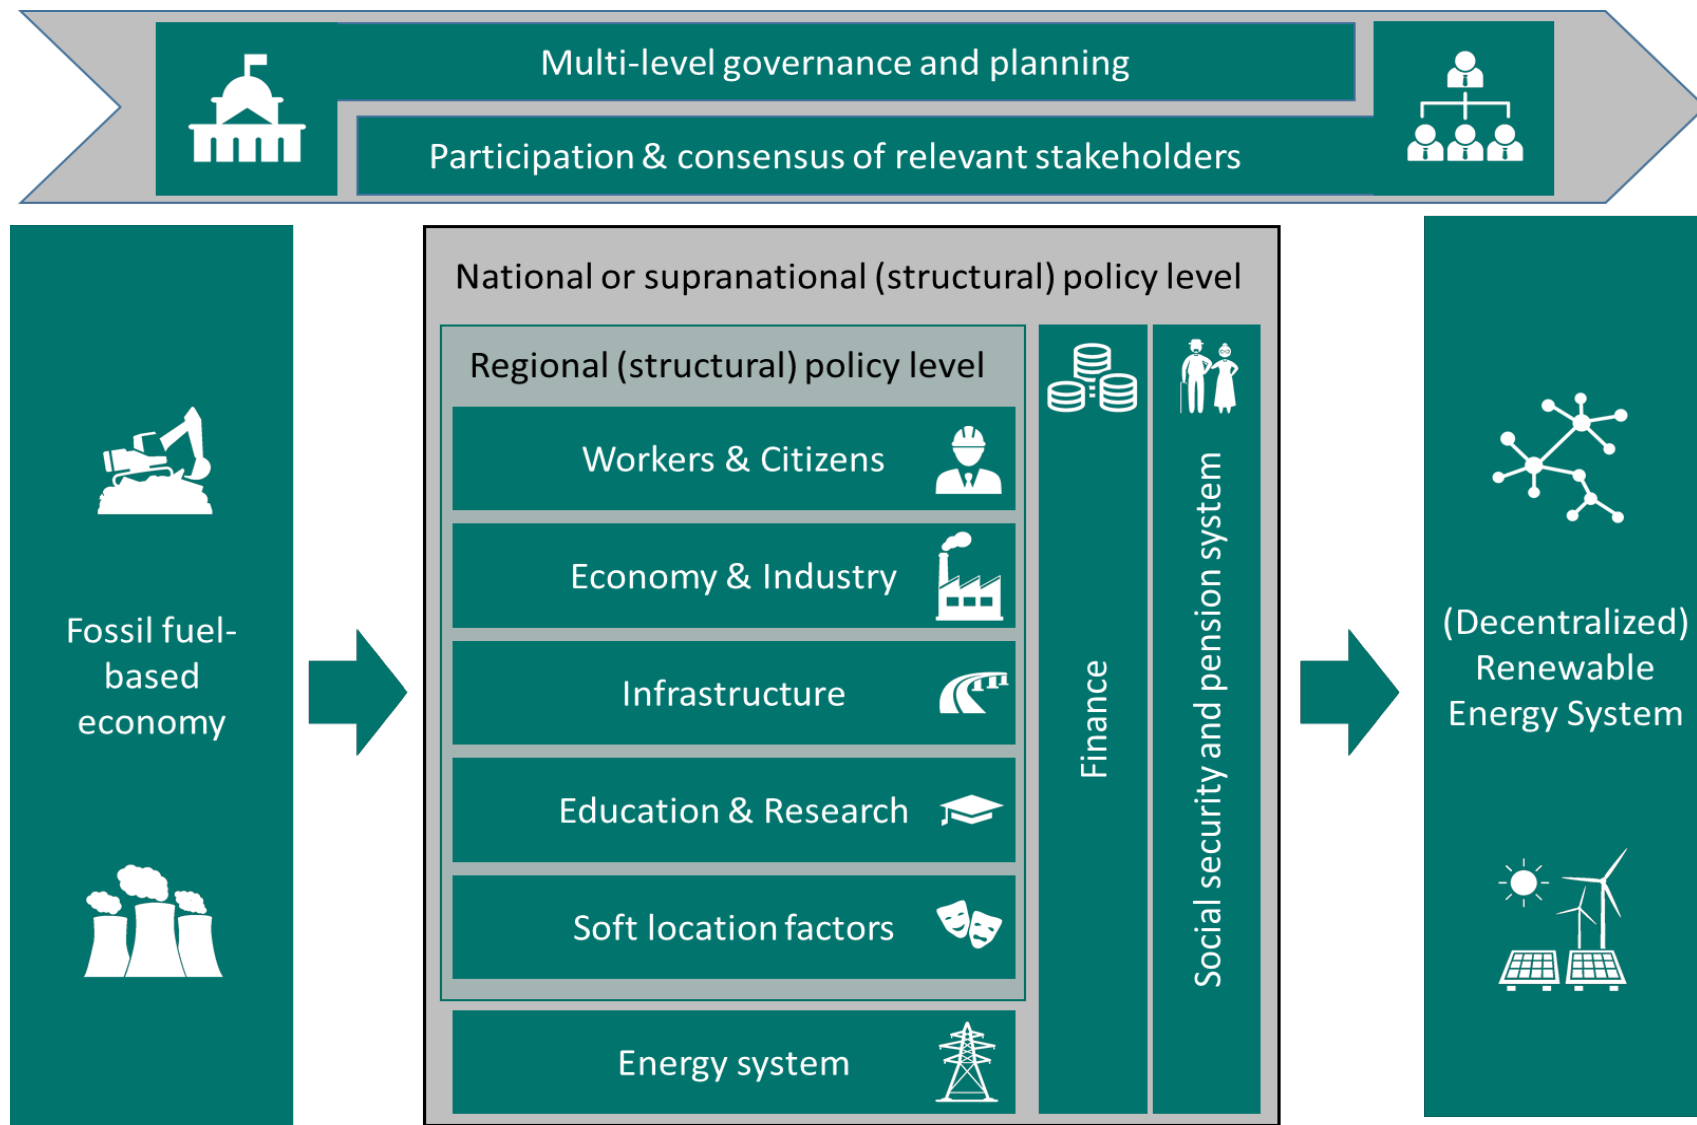 Multi-level governance and planning
Participation & consensus of relevant stakeholders
Fossil fuel-
based
economy
National or supranational (structural) policy level
Regional (structural) policy level
Workers & Citizens
Economy & Industry
Infrastructure
Education & Research
Soft location factors
Energy system
Finance
Social security and pension system
(Decentralized)
Renewable
Energy System